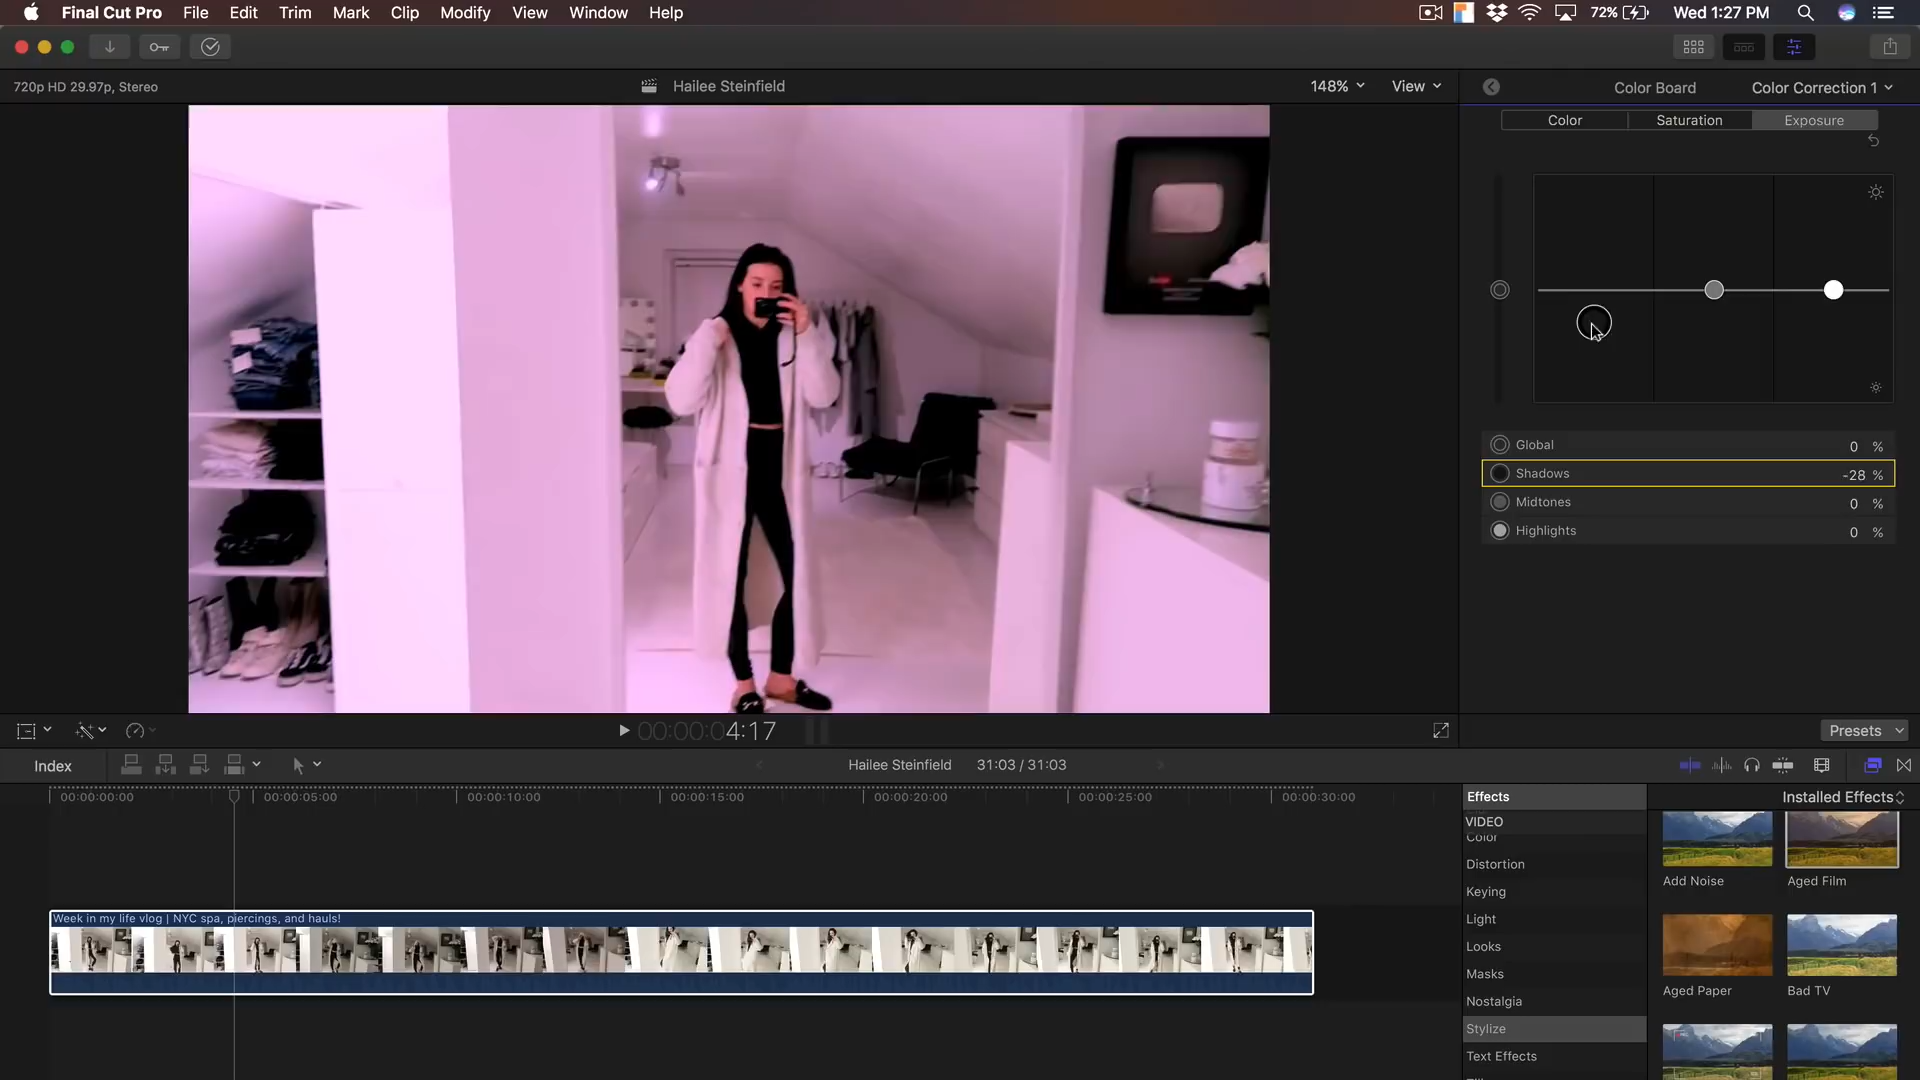 Final Cut Pro File Edit Trim Mark Clip Modify View Window Help 72% Wed 1:27 PM
720p HD 29.97p, Stereo Hailee Steinfield 148% View Color Board Color Correction 1
Color Saturation Exposure
Global 0 %
Shadows -28 %
Midtones 0 %
Highlights 0 %
00:00:04:17
Presets
Index Hailee Steinfield 31:03 / 31:03
00:00:00:00 00:00:05:00 00:00:10:00 00:00:15:00 00:00:20:00 00:00:25:00 00:00:30:00
Week in my life vlog | NYC spa, piercings, and hauls!
Effects Installed Effects
VIDEO
Color
Distortion
Keying
Light
Looks
Masks
Nostalgia
Stylize
Text Effects
Add Noise Aged Film
Aged Paper Bad TV